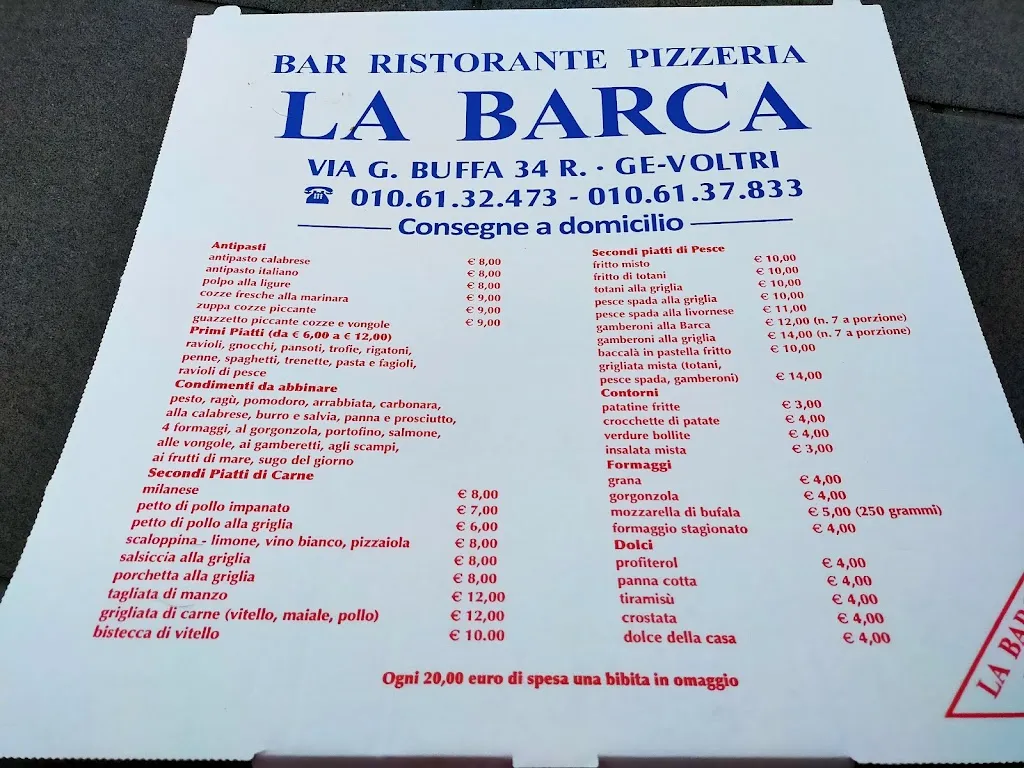 BAR RISTORANTE PIZZERIA
LA BARCA
VIA G. BUFFA 34 R. · GE-VOLTRI
☎ 010.61.32.473 - 010.61.37.833
Consegne a domicilio
Antipasti
antipasto calabrese € 8,00
antipasto italiano € 8,00
polpo alla ligure € 8,00
cozze fresche alla marinara € 9,00
zuppa cozze piccante € 9,00
guazzetto piccante cozze e vongole € 9,00
Primi Piatti (da € 6,00 a € 12,00)
ravioli, gnocchi, pansoti, trofie, rigatoni,
penne, spaghetti, trenette, pasta e fagioli,
ravioli di pesce
Condimenti da abbinare
pesto, ragù, pomodoro, arrabbiata, carbonara,
alla calabrese, burro e salvia, panna e prosciutto,
4 formaggi, al gorgonzola, portofino, salmone,
alle vongole, ai gamberetti, agli scampi,
ai frutti di mare, sugo del giorno
Secondi Piatti di Carne
milanese € 8,00
petto di pollo impanato € 7,00
petto di pollo alla griglia € 6,00
scaloppina - limone, vino bianco, pizzaiola € 8,00
salsiccia alla griglia € 8,00
porchetta alla griglia € 8,00
tagliata di manzo € 12,00
grigliata di carne (vitello, maiale, pollo) € 12,00
bistecca di vitello € 10.00
Secondi piatti di Pesce
fritto misto € 10,00
fritto di totani € 10,00
totani alla griglia € 10,00
pesce spada alla griglia € 10,00
pesce spada alla livornese € 11,00
gamberoni alla Barca € 12,00 (n. 7 a porzione)
gamberoni alla griglia € 14,00 (n. 7 a porzione)
baccalà in pastella fritto € 10,00
grigliata mista (totani,
pesce spada, gamberoni) € 14,00
Contorni
patatine fritte € 3,00
crocchette di patate € 4,00
verdure bollite € 4,00
insalata mista € 3,00
Formaggi
grana € 4,00
gorgonzola € 4,00
mozzarella di bufala € 5,00 (250 grammi)
formaggio stagionato € 4,00
Dolci
profiterol € 4,00
panna cotta € 4,00
tiramisù € 4,00
crostata € 4,00
dolce della casa € 4,00
Ogni 20,00 euro di spesa una bibita in omaggio
LA BAR